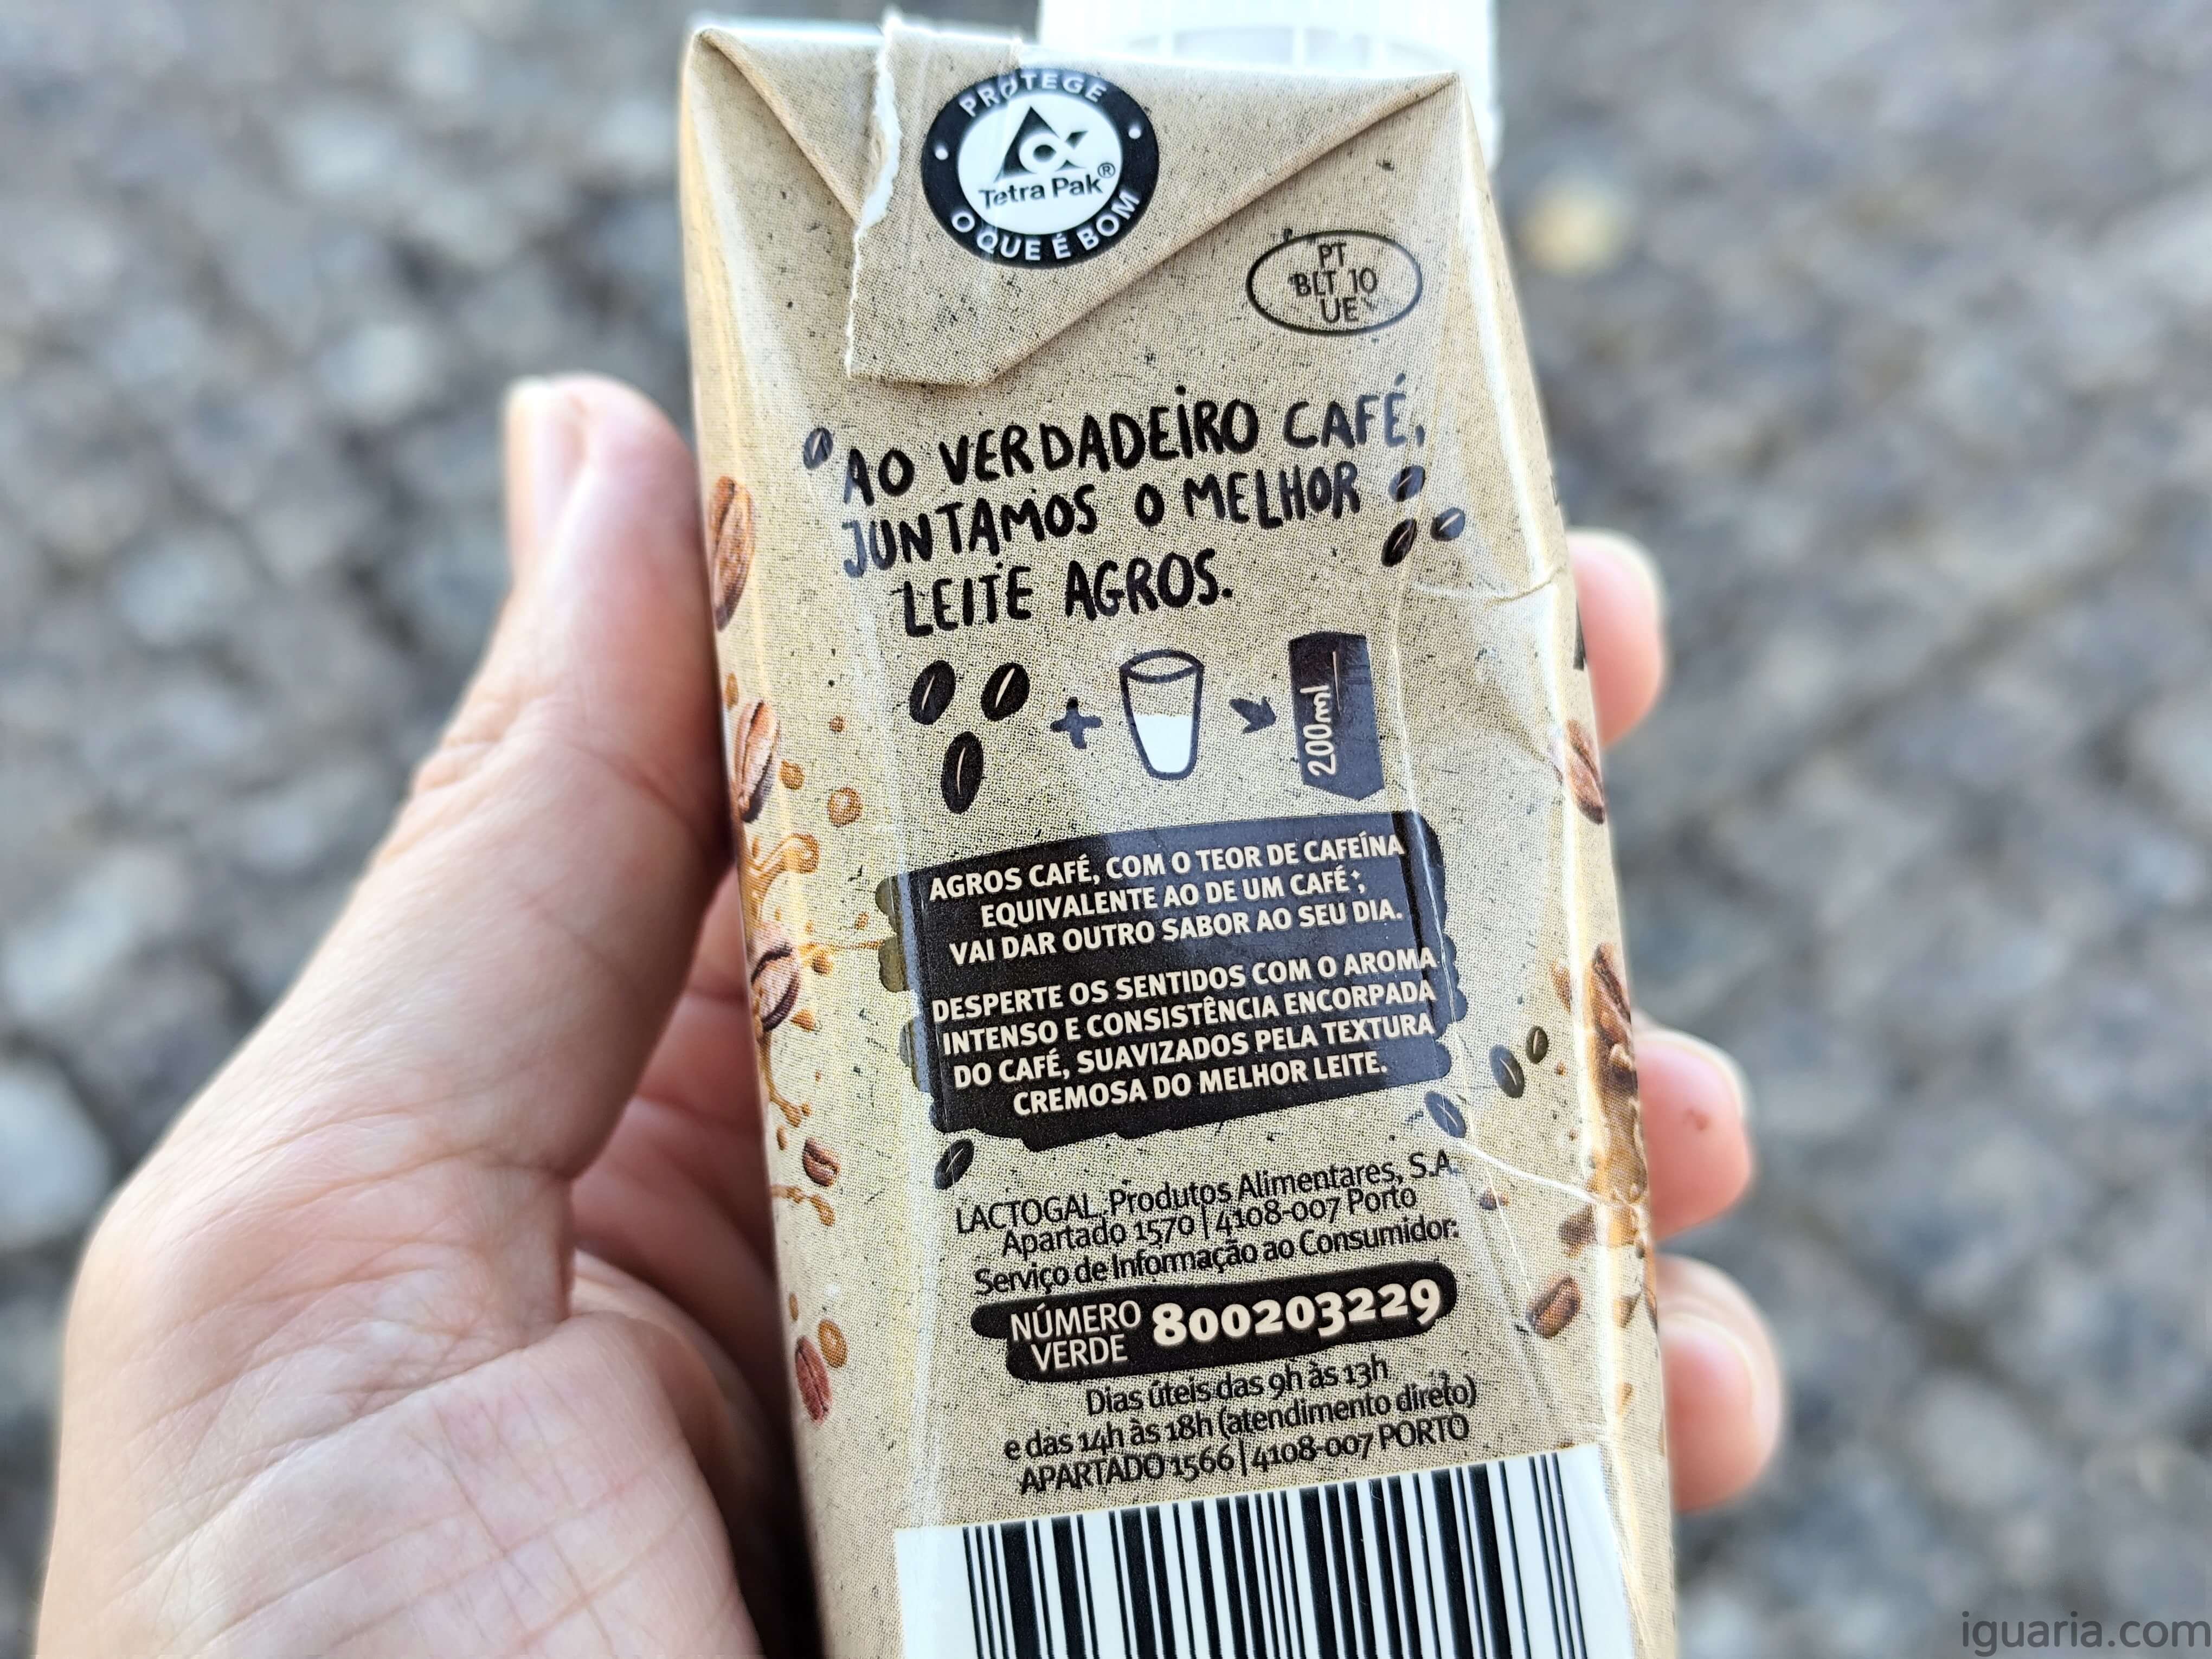 PROTEGE
Tetra Pak®
O QUE É BOM
PT
BLT 10
UE
AO VERDADEIRO CAFÉ,
JUNTAMOS O MELHOR
LEITE AGROS.
200ml
AGROS CAFÉ, COM O TEOR DE CAFEÍNA
EQUIVALENTE AO DE UM CAFÉ*,
VAI DAR OUTRO SABOR AO SEU DIA.
DESPERTE OS SENTIDOS COM O AROMA
INTENSO E CONSISTÊNCIA ENCORPADA
DO CAFÉ, SUAVIZADOS PELA TEXTURA
CREMOSA DO MELHOR LEITE.
LACTOGAL.Produtos Alimentares, S.A.
Apartado 1570 | 4108-007 Porto
Serviço de Informação ao Consumidor:
NÚMERO
VERDE 800203229
Dias úteis das 9h às 13h
e das 14h às 18h (atendimento direto)
APARTADO 1566 | 4108-007 PORTO
iguaria.com